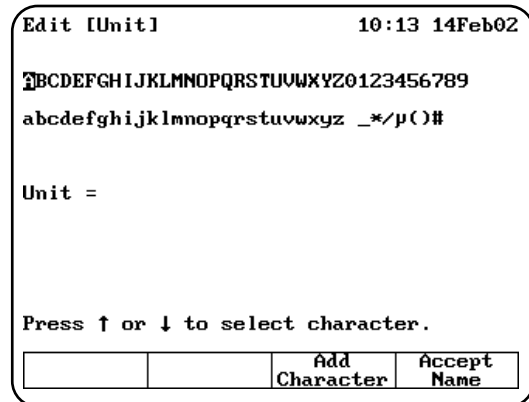 Edit [Unit] 10:13 14Feb02
ABCDEFGHIJKLMNOPQRSTUVWXYZ0123456789
abcdefghijklmnopqrstuvwxyz _*/µ()#
Unit =
Press ↑ or ↓ to select character.
Add Character
Accept Name